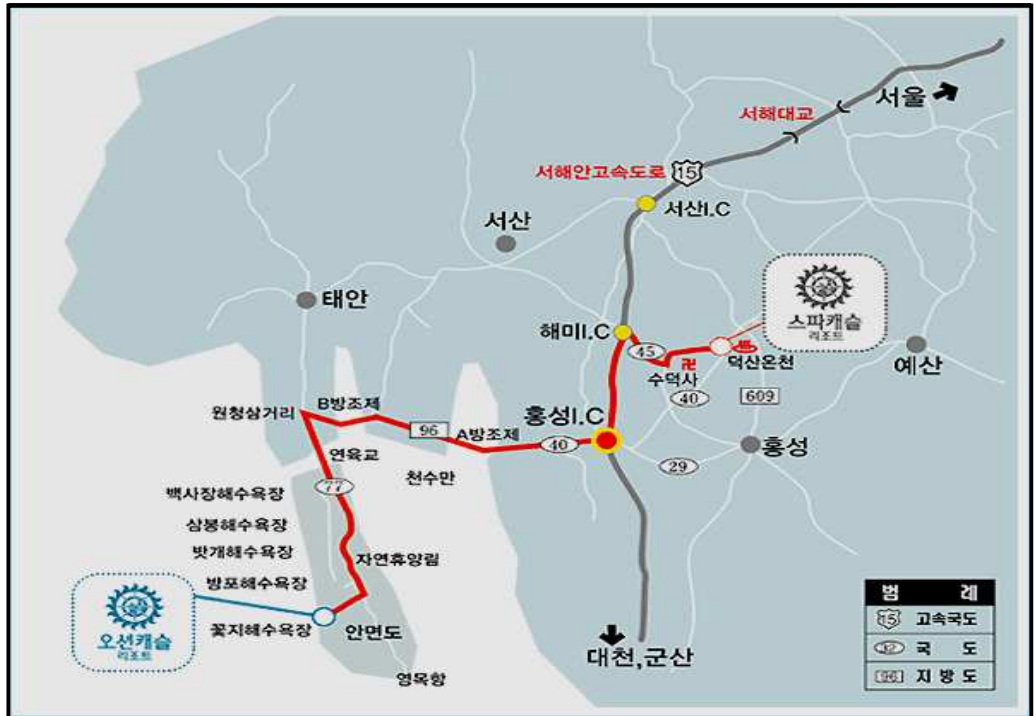 서울
서해대교
서해안고속도로
15
서산I.C
서산
스파캐슬
리조트
태안
해미I.C
45
덕산온천
卍
수덕사
예산
40
609
원청삼거리
B방조제
홍성I.C
96
A방조제
40
홍성
연육교
천수만
29
77
백사장해수욕장
삼봉해수욕장
자연휴양림
밧개해수욕장
방포해수욕장
오션캐슬
리조트
꽃지해수욕장
안면도
영목항
대천,군산
범 례
15 고속국도
국 도
96 지방도